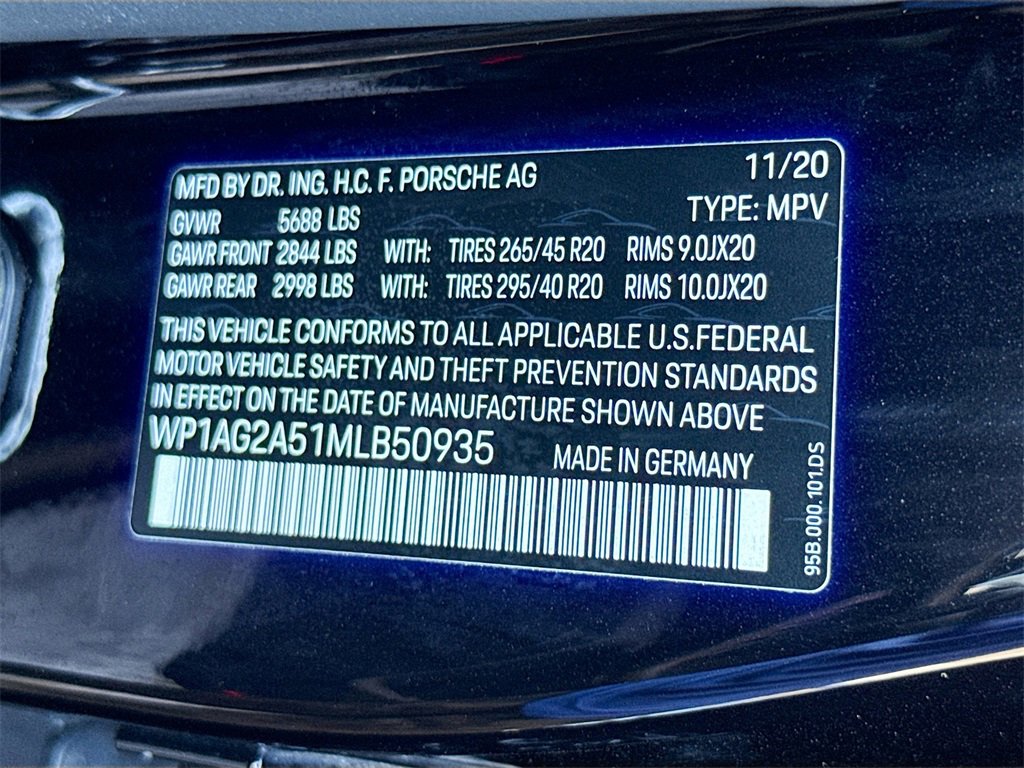 MFD BY DR. ING. H.C. F. PORSCHE AG 11/20
GVWR 5688 LBS TYPE: MPV
GAWR FRONT 2844 LBS WITH: TIRES 265/45 R20 RIMS 9.0JX20
GAWR REAR 2998 LBS WITH: TIRES 295/40 R20 RIMS 10.0JX20
THIS VEHICLE CONFORMS TO ALL APPLICABLE U.S.FEDERAL
MOTOR VEHICLE SAFETY AND THEFT PREVENTION STANDARDS
IN EFFECT ON THE DATE OF MANUFACTURE SHOWN ABOVE
WP1AG2A51MLB50935 MADE IN GERMANY
95B.000.101.DS